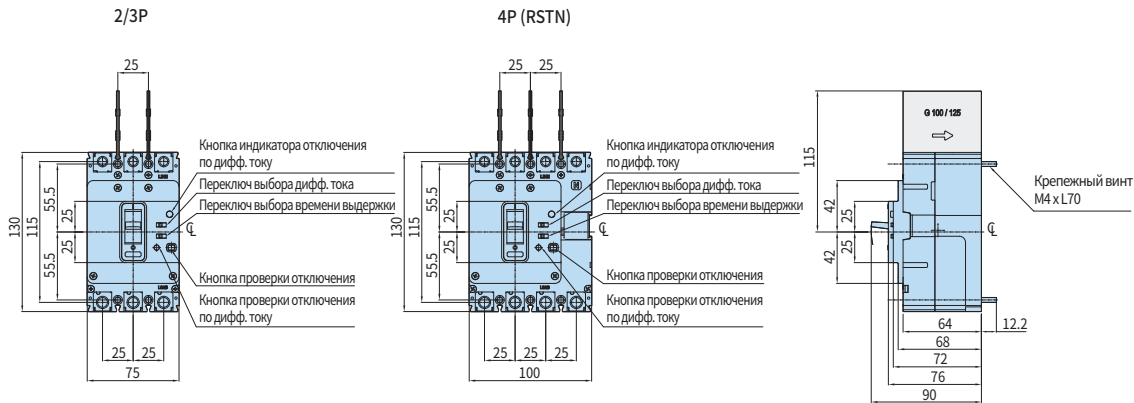 2/3P
25
Кнопка индикатора отключения
по дифф. току
Переключ выбора дифф. тока
Переключ выбора времени выдержки
130
115
55.5
25
25
55.5
Кнопка проверки отключения
Кнопка проверки отключения
по дифф. току
25
25
75
4P (RSTN)
25
25
Кнопка индикатора отключения
по дифф. току
Переключ выбора дифф. тока
Переключ выбора времени выдержки
130
115
55.5
25
25
55.5
Кнопка проверки отключения
Кнопка проверки отключения
по дифф. току
25
25
25
100
G 100 / 125
115
42
25
25
42
Крепежный винт
M4 x L70
64
12.2
68
72
76
90